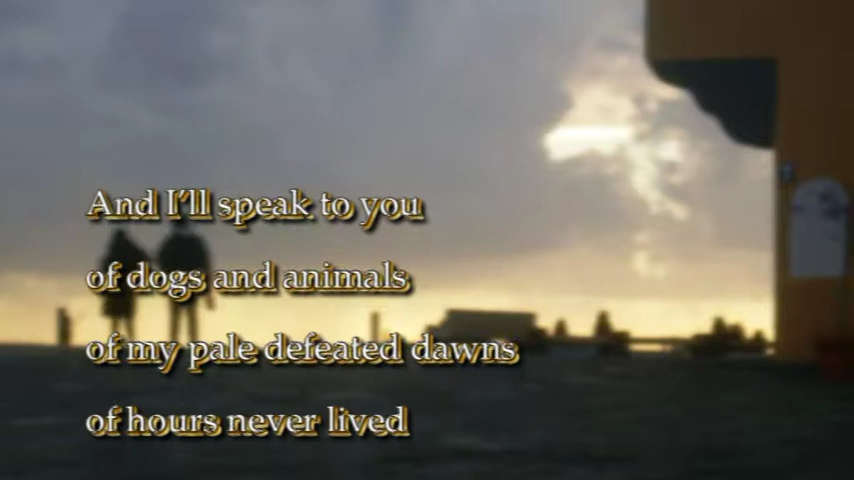 And I'll speak to you
of dogs and animals
of my pale defeated dawns
of hours never lived